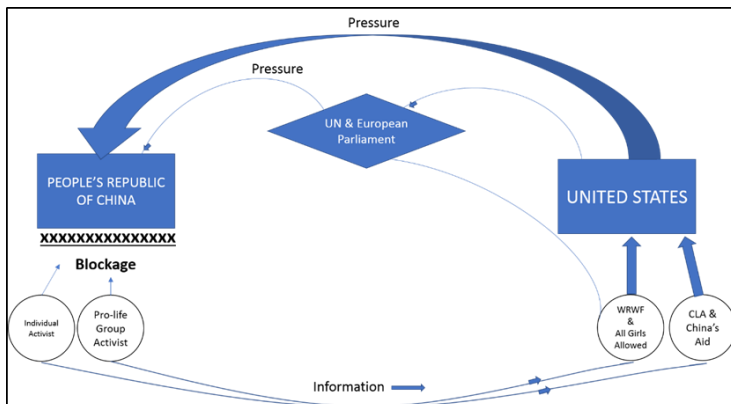 Pressure
Pressure
UN & European
Parliament
PEOPLE'S REPUBLIC
OF CHINA
UNITED STATES
XXXXXXXXXXXXXXX
Blockage
Individual
Activist
Pro-life
Group
Activist
WRWF
&
All Girls
Allowed
CLA &
China's
Aid
Information